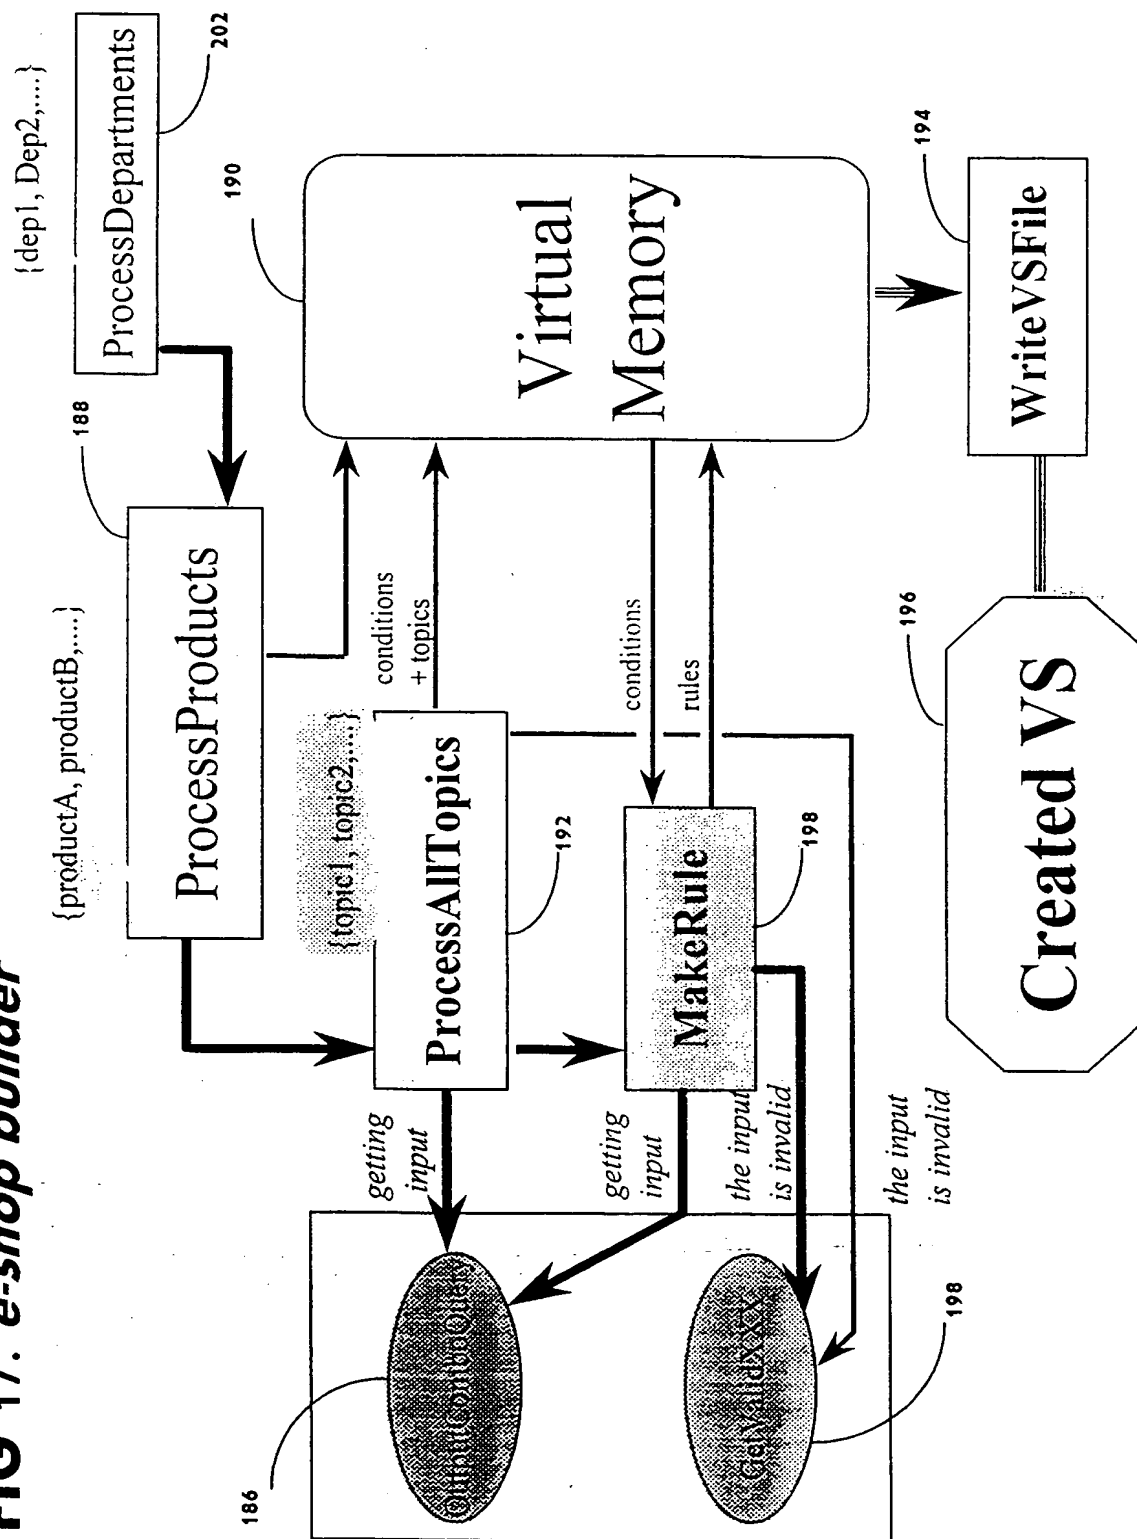 FIG 17. e-shop builder
{dep1, Dep2,....}
ProcessDepartments
202
{productA, productB,....}
188
ProcessProducts
190
Virtual
Memory
{topic1, topic2,....}
conditions
+ topics
ProcessAllTopics
192
getting
input
conditions
rules
MakeRule
198
getting
input
the input
is invalid
the input
is invalid
186
OutputComboQuery
GetValidXXX
198
194
WriteVSFile
196
Created VS